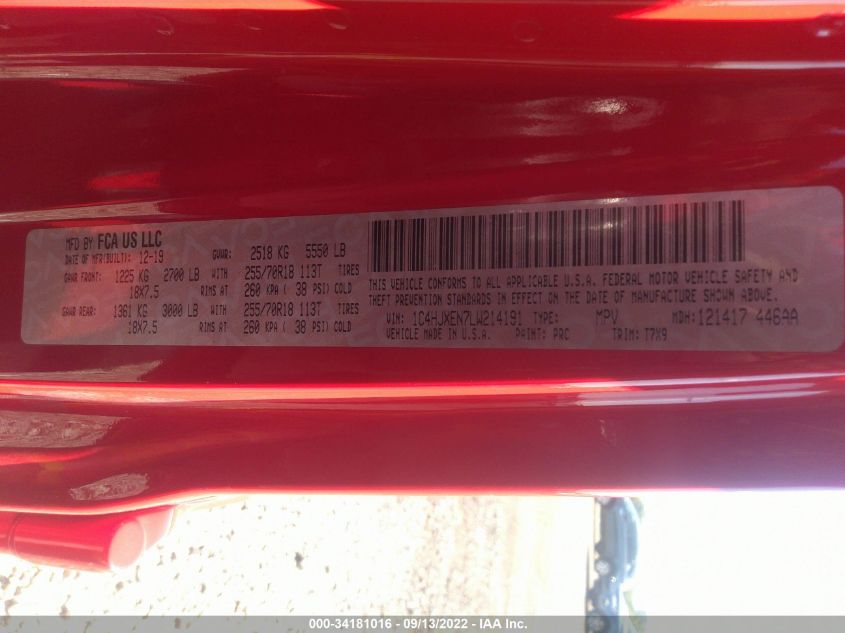 MFD BY FCA US LLC
DATE OF MFR(BUILT): 12-19 GVWR: 2518 KG 5550 LB
GAWR FRONT: 1225 KG 2700 LB WITH 255/70R18 113T TIRES
18X7.5 RIMS AT 260 KPA ( 38 PSI) COLD
GAWR REAR: 1361 KG 3000 LB WITH 255/70R18 113T TIRES
18X7.5 RIMS AT 260 KPA ( 38 PSI) COLD
THIS VEHICLE CONFORMS TO ALL APPLICABLE U.S.A. FEDERAL MOTOR VEHICLE SAFETY AND
THEFT PREVENTION STANDARDS IN EFFECT ON THE DATE OF MANUFACTURE SHOWN ABOVE.
VIN: 1C4HJXEN7LW214191 TYPE: MPV MDH: 121417 446AA
VEHICLE MADE IN U.S.A. PAINT: PRC TRIM: T7X9
000-34181016 - 09/13/2022 - IAA Inc.